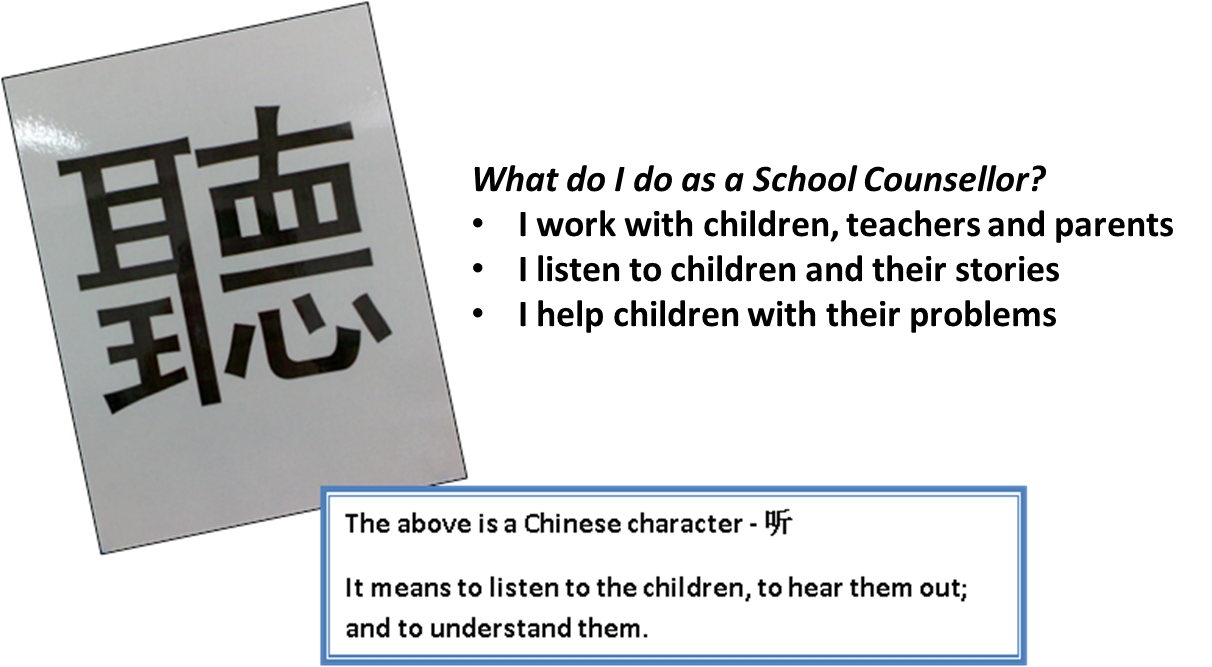 聽
What do I do as a School Counsellor?
• I work with children, teachers and parents
• I listen to children and their stories
• I help children with their problems
The above is a Chinese character - 听
It means to listen to the children, to hear them out;
and to understand them.